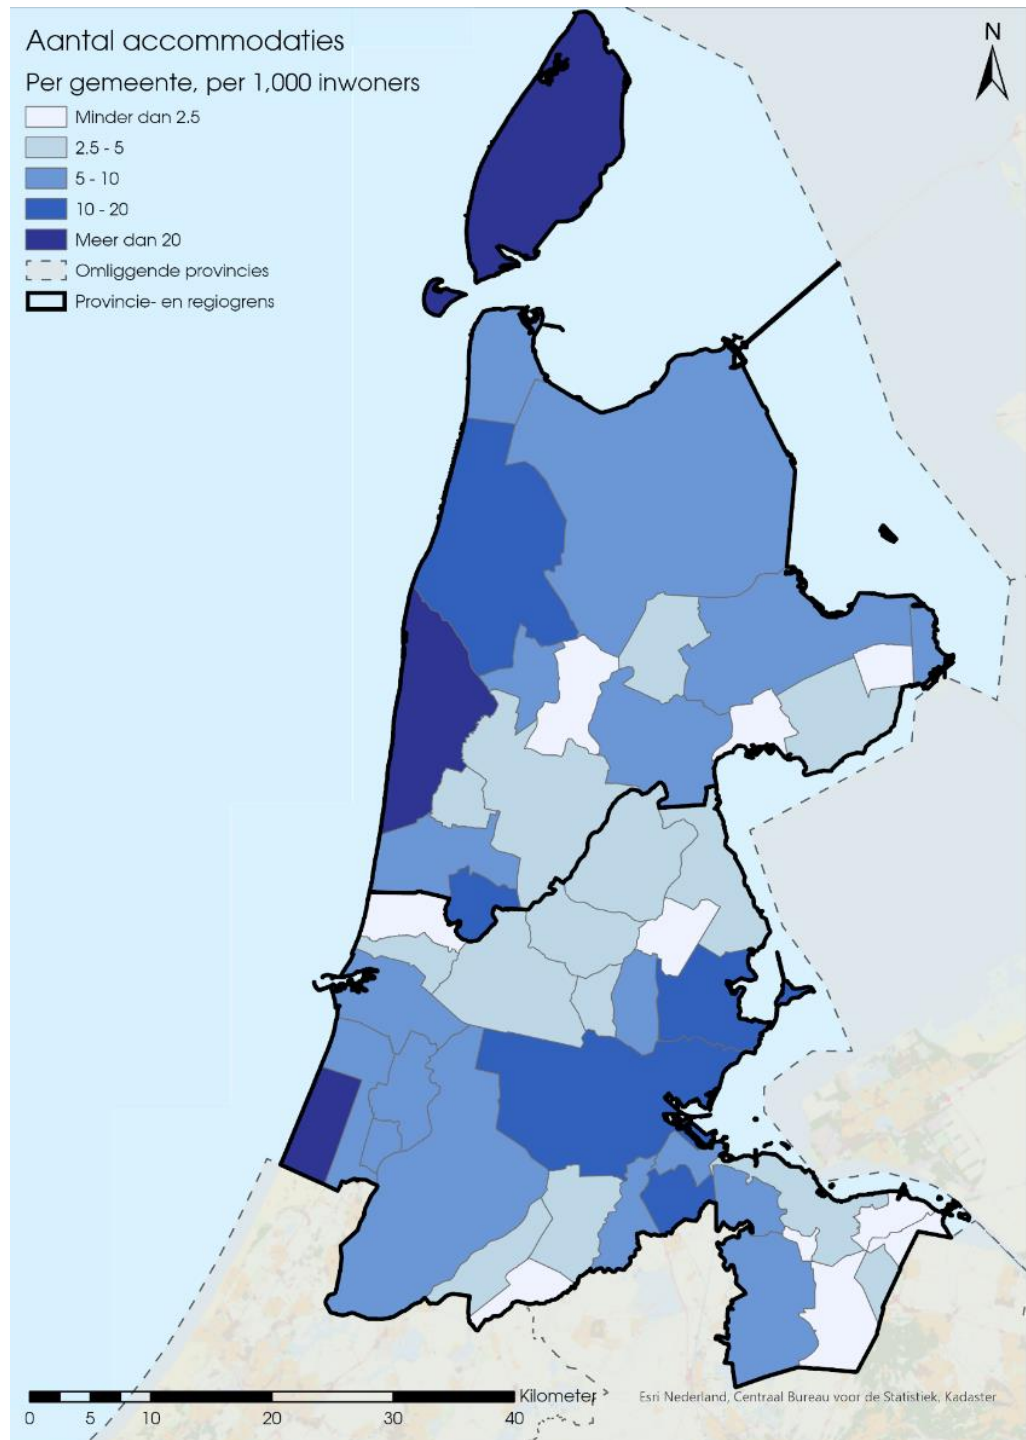 Aantal accommodaties
Per gemeente, per 1,000 inwoners
Minder dan 2.5
2.5 - 5
5 - 10
10 - 20
Meer dan 20
Omliggende provincies
Provincie- en regiogrens
N
Kilometer
0 5 10 20 30 40
Esri Nederland, Centraal Bureau voor de Statistiek, Kadaster